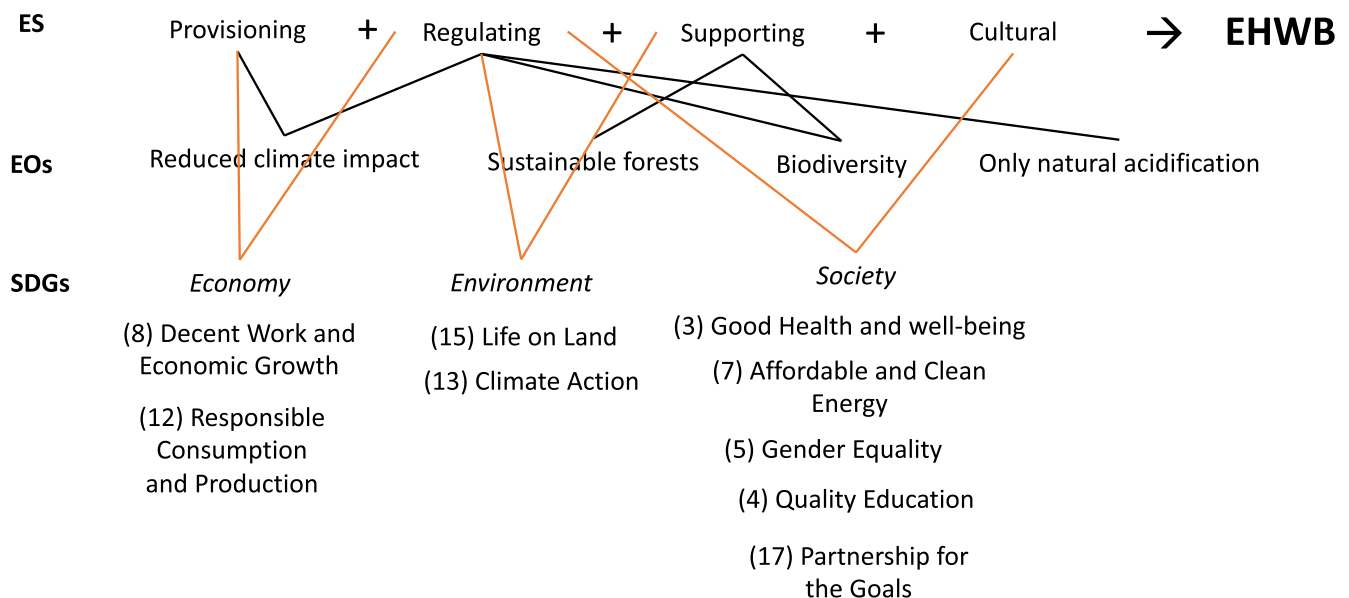 ES Provisioning + Regulating + Supporting + Cultural → EHWB
EOs Reduced climate impact Sustainable forests Biodiversity Only natural acidification
SDGs Economy Environment Society
(8) Decent Work and
Economic Growth
(12) Responsible
Consumption
and Production
(15) Life on Land
(13) Climate Action
(3) Good Health and well-being
(7) Affordable and Clean
Energy
(5) Gender Equality
(4) Quality Education
(17) Partnership for
the Goals